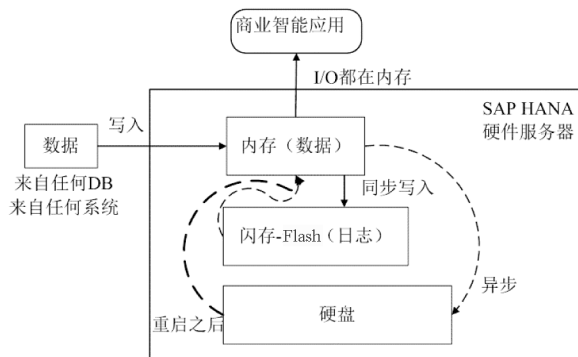 商业智能应用
I/O都在内存
SAP HANA
硬件服务器
写入
数据
内存（数据）
来自任何DB
来自任何系统
同步写入
闪存-Flash（日志）
异步
重启之后
硬盘